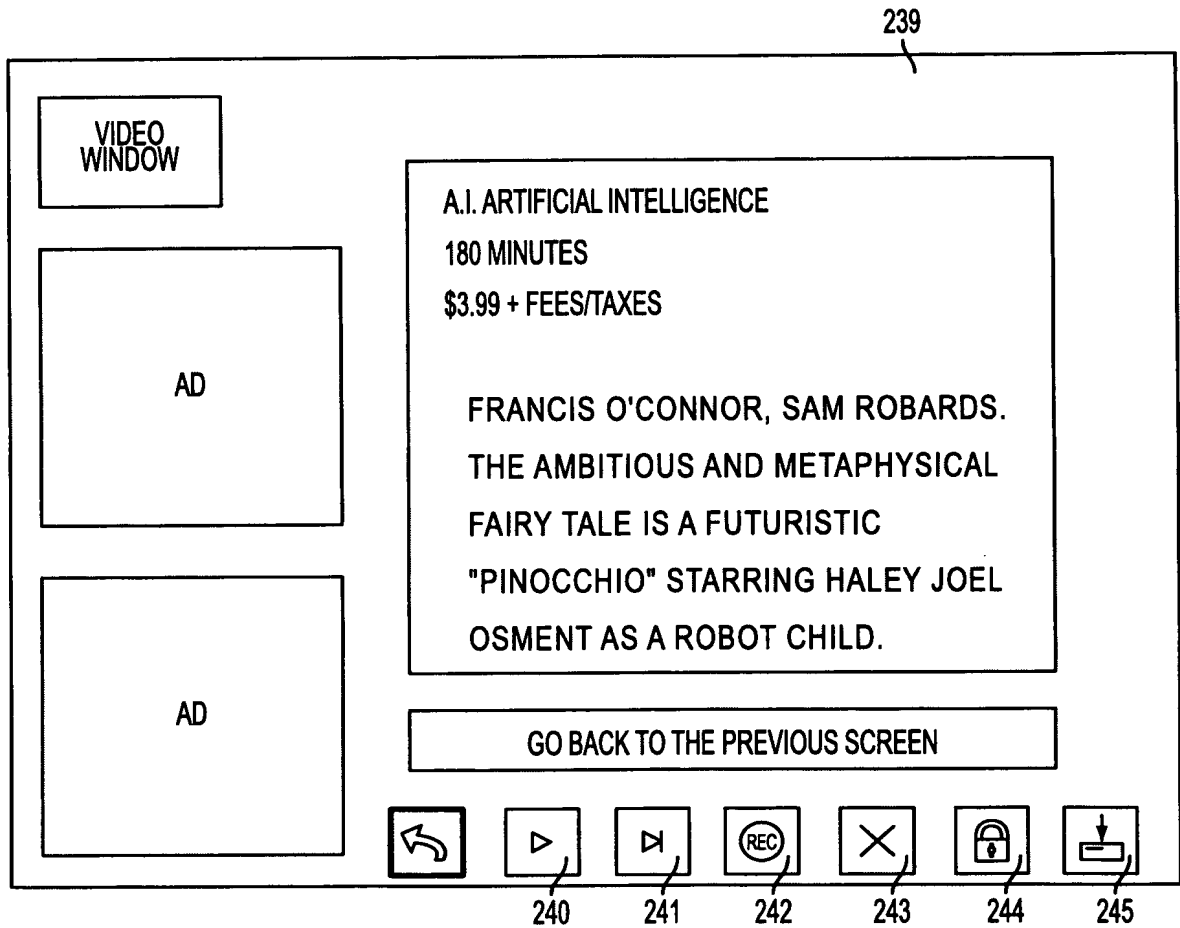 239
VIDEO
WINDOW
A.I. ARTIFICIAL INTELLIGENCE
180 MINUTES
$3.99 + FEES/TAXES
AD
FRANCIS O'CONNOR, SAM ROBARDS.
THE AMBITIOUS AND METAPHYSICAL
FAIRY TALE IS A FUTURISTIC
"PINOCCHIO" STARRING HALEY JOEL
OSMENT AS A ROBOT CHILD.
AD
GO BACK TO THE PREVIOUS SCREEN
REC
240 241 242 243 244 245